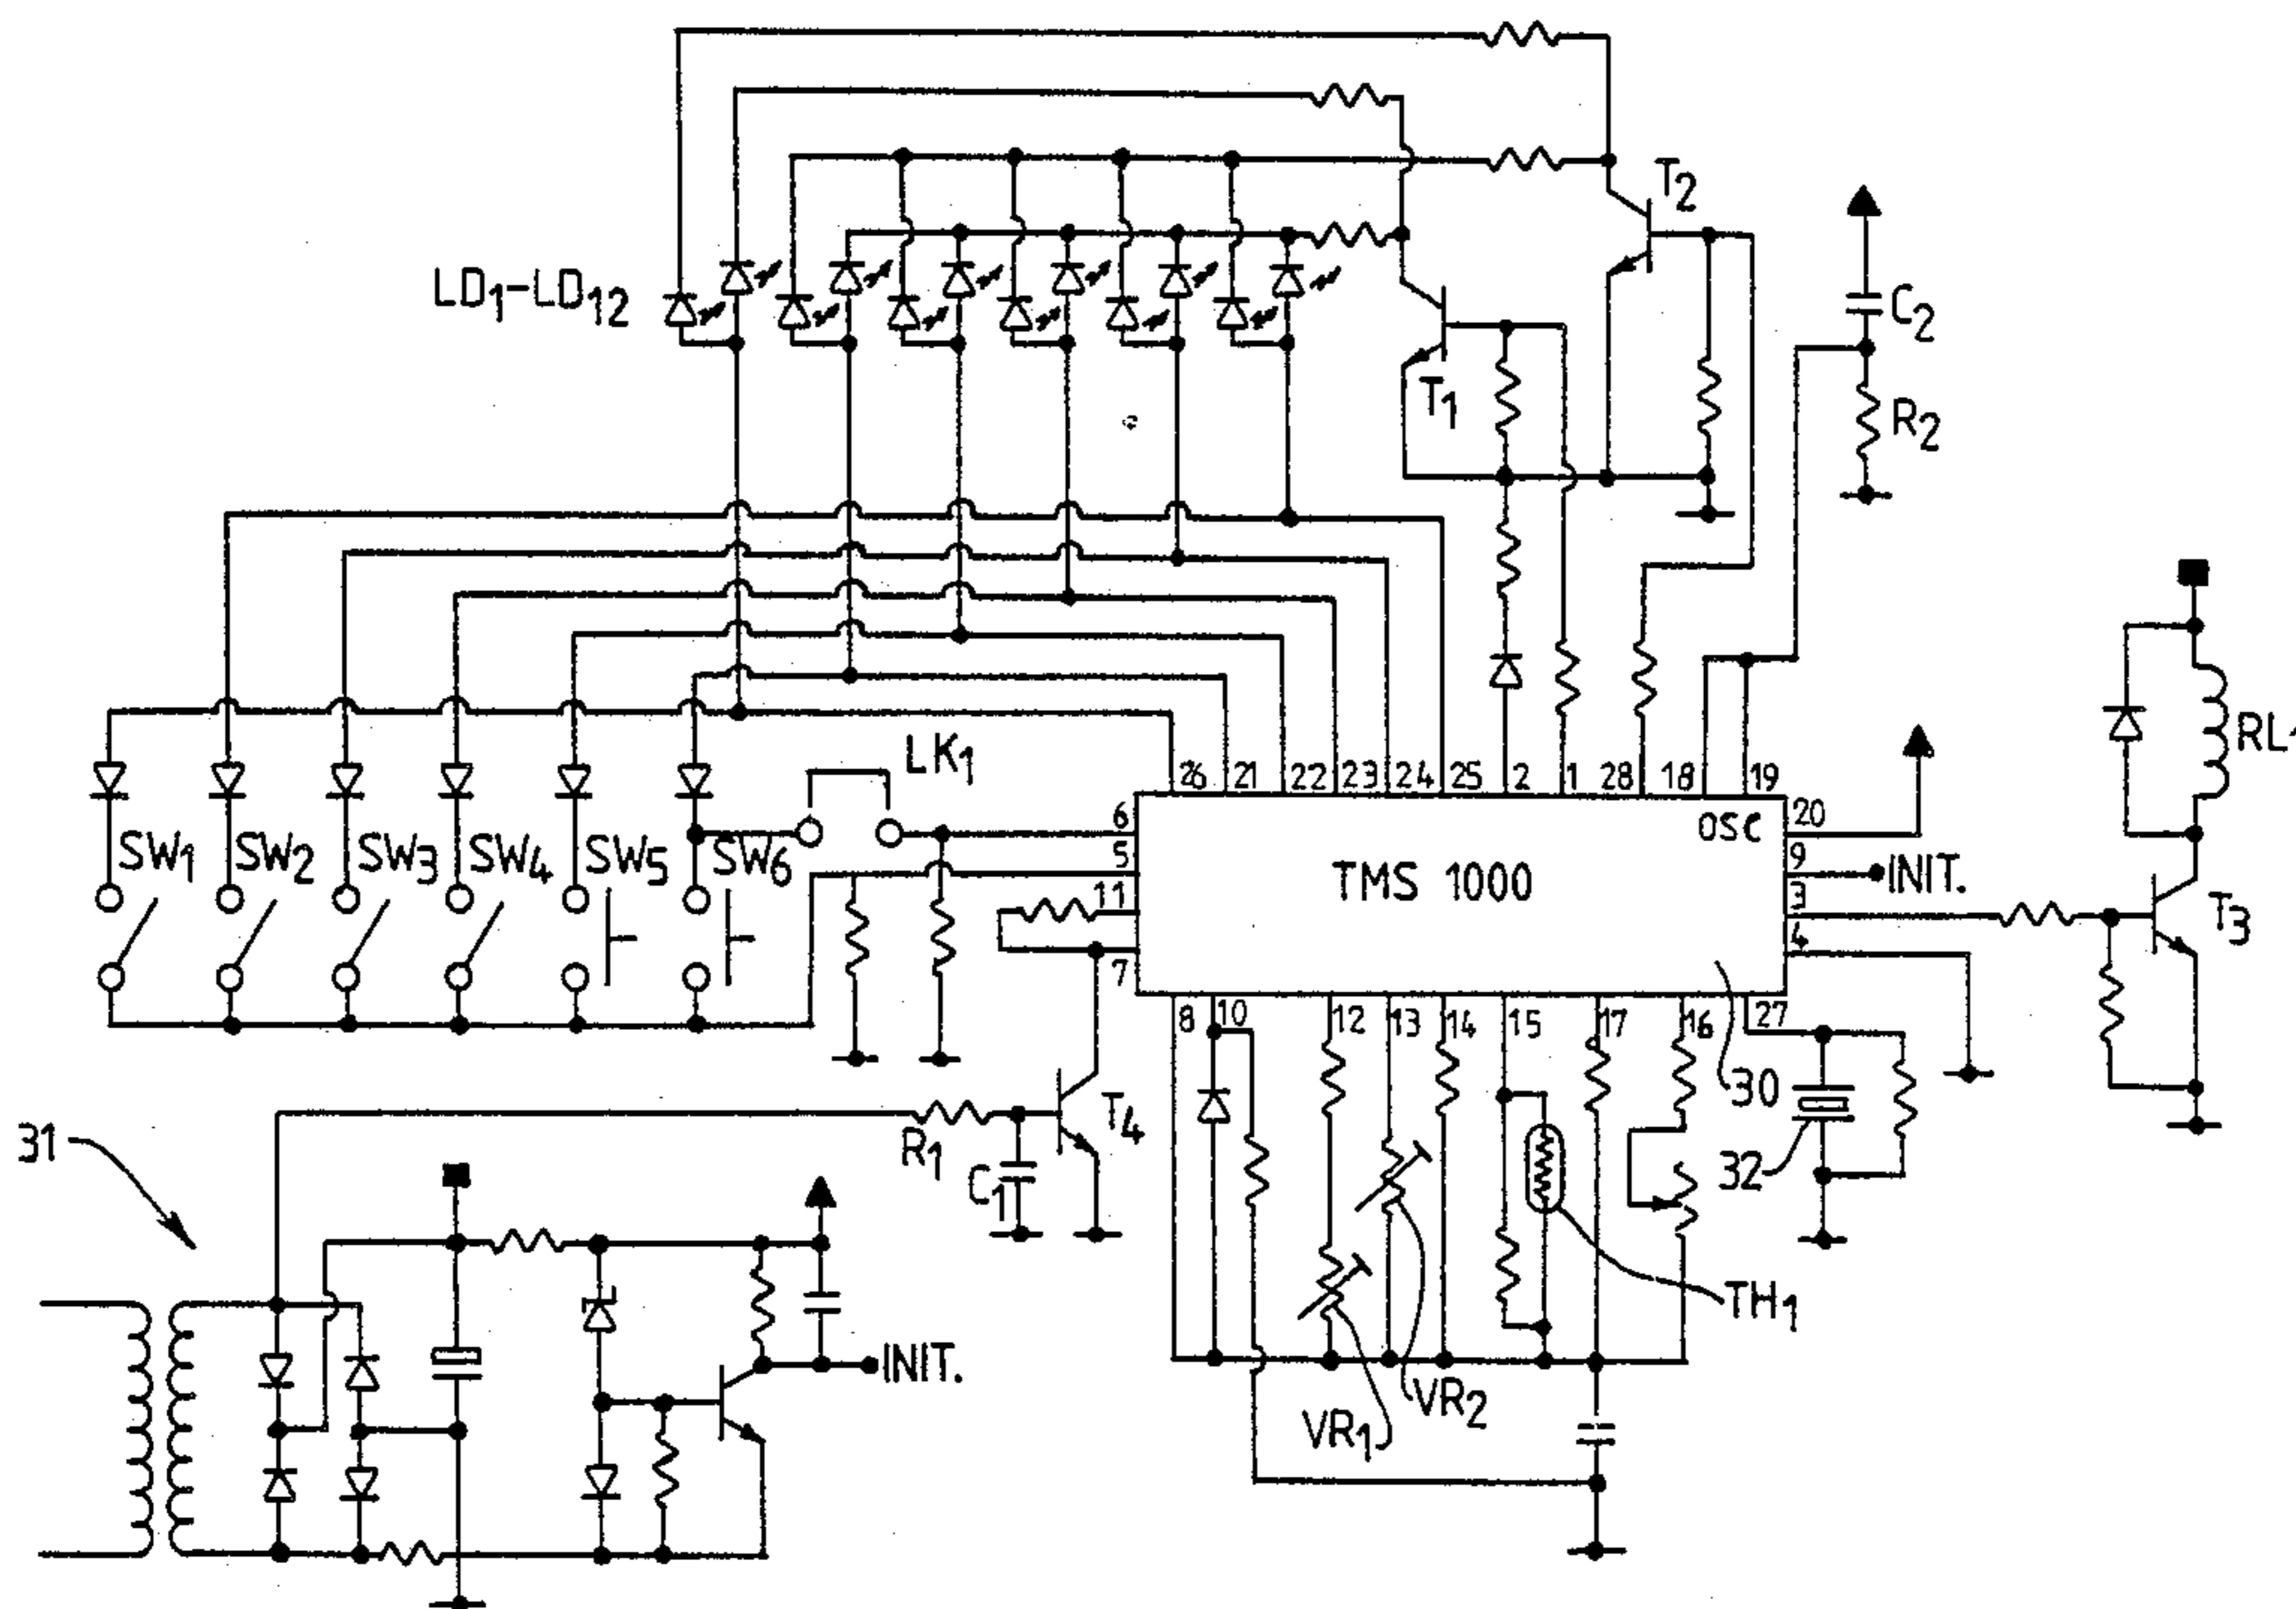 T2
LD1-LD12
C2
T1
R2
RL1
LK1
26 21 22 23 24 25 2 1 28 18 19
OSC
20
6
5
11
7
9
INIT.
3
4
SW1 SW2 SW3 SW4 SW5 SW6
TMS 1000
T3
8 10 12 13 14 15 17 16 27
30
31
R1
C1
T4
32
TH1
INIT.
VR1
VR2